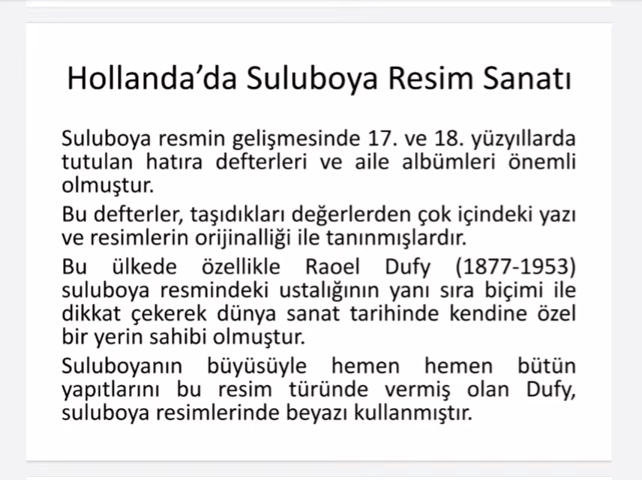 Hollanda’da Suluboya Resim Sanatı
Suluboya resmin gelişmesinde 17. ve 18. yüzyıllarda
tutulan hatıra defterleri ve aile albümleri önemli
olmuştur.
Bu defterler, taşıdıkları değerlerden çok içindeki yazı
ve resimlerin orijinalliği ile tanınmışlardır.
Bu ülkede özellikle Raoel Dufy (1877-1953)
suluboya resmindeki ustalığının yanı sıra biçimi ile
dikkat çekerek dünya sanat tarihinde kendine özel
bir yerin sahibi olmuştur.
Suluboyanın büyüsüyle hemen hemen bütün
yapıtlarını bu resim türünde vermiş olan Dufy,
suluboya resimlerinde beyazı kullanmıştır.